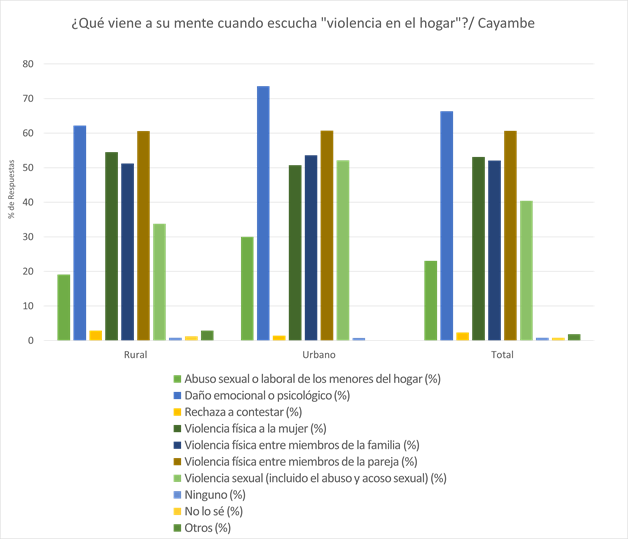 ¿Qué viene a su mente cuando escucha "violencia en el hogar"?/ Cayambe
% de Respuestas
80
70
60
50
40
30
20
10
0
Rural Urbano Total
Abuso sexual o laboral de los menores del hogar (%)
Daño emocional o psicológico (%)
Rechaza a contestar (%)
Violencia física a la mujer (%)
Violencia física entre miembros de la familia (%)
Violencia física entre miembros de la pareja (%)
Violencia sexual (incluido el abuso y acoso sexual) (%)
Ninguno (%)
No lo sé (%)
Otros (%)